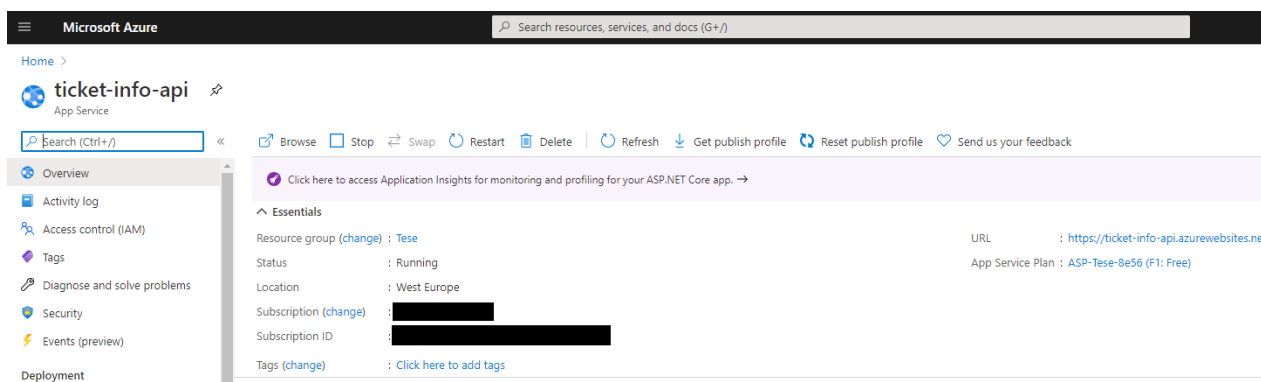 Microsoft Azure
Search resources, services, and docs (G+/)
Home >
ticket-info-api
App Service
Search (Ctrl+/)
«
Browse Stop Swap Restart Delete Refresh Get publish profile Reset publish profile Send us your feedback
Overview
Activity log
Access control (IAM)
Tags
Diagnose and solve problems
Security
Events (preview)
Deployment
Click here to access Application Insights for monitoring and profiling for your ASP.NET Core app. →
Essentials
Resource group (change) : Tese
Status : Running
Location : West Europe
Subscription (change) :
Subscription ID :
Tags (change) : Click here to add tags
URL : https://ticket-info-api.azurewebsites.ne
App Service Plan : ASP-Tese-8e56 (F1: Free)